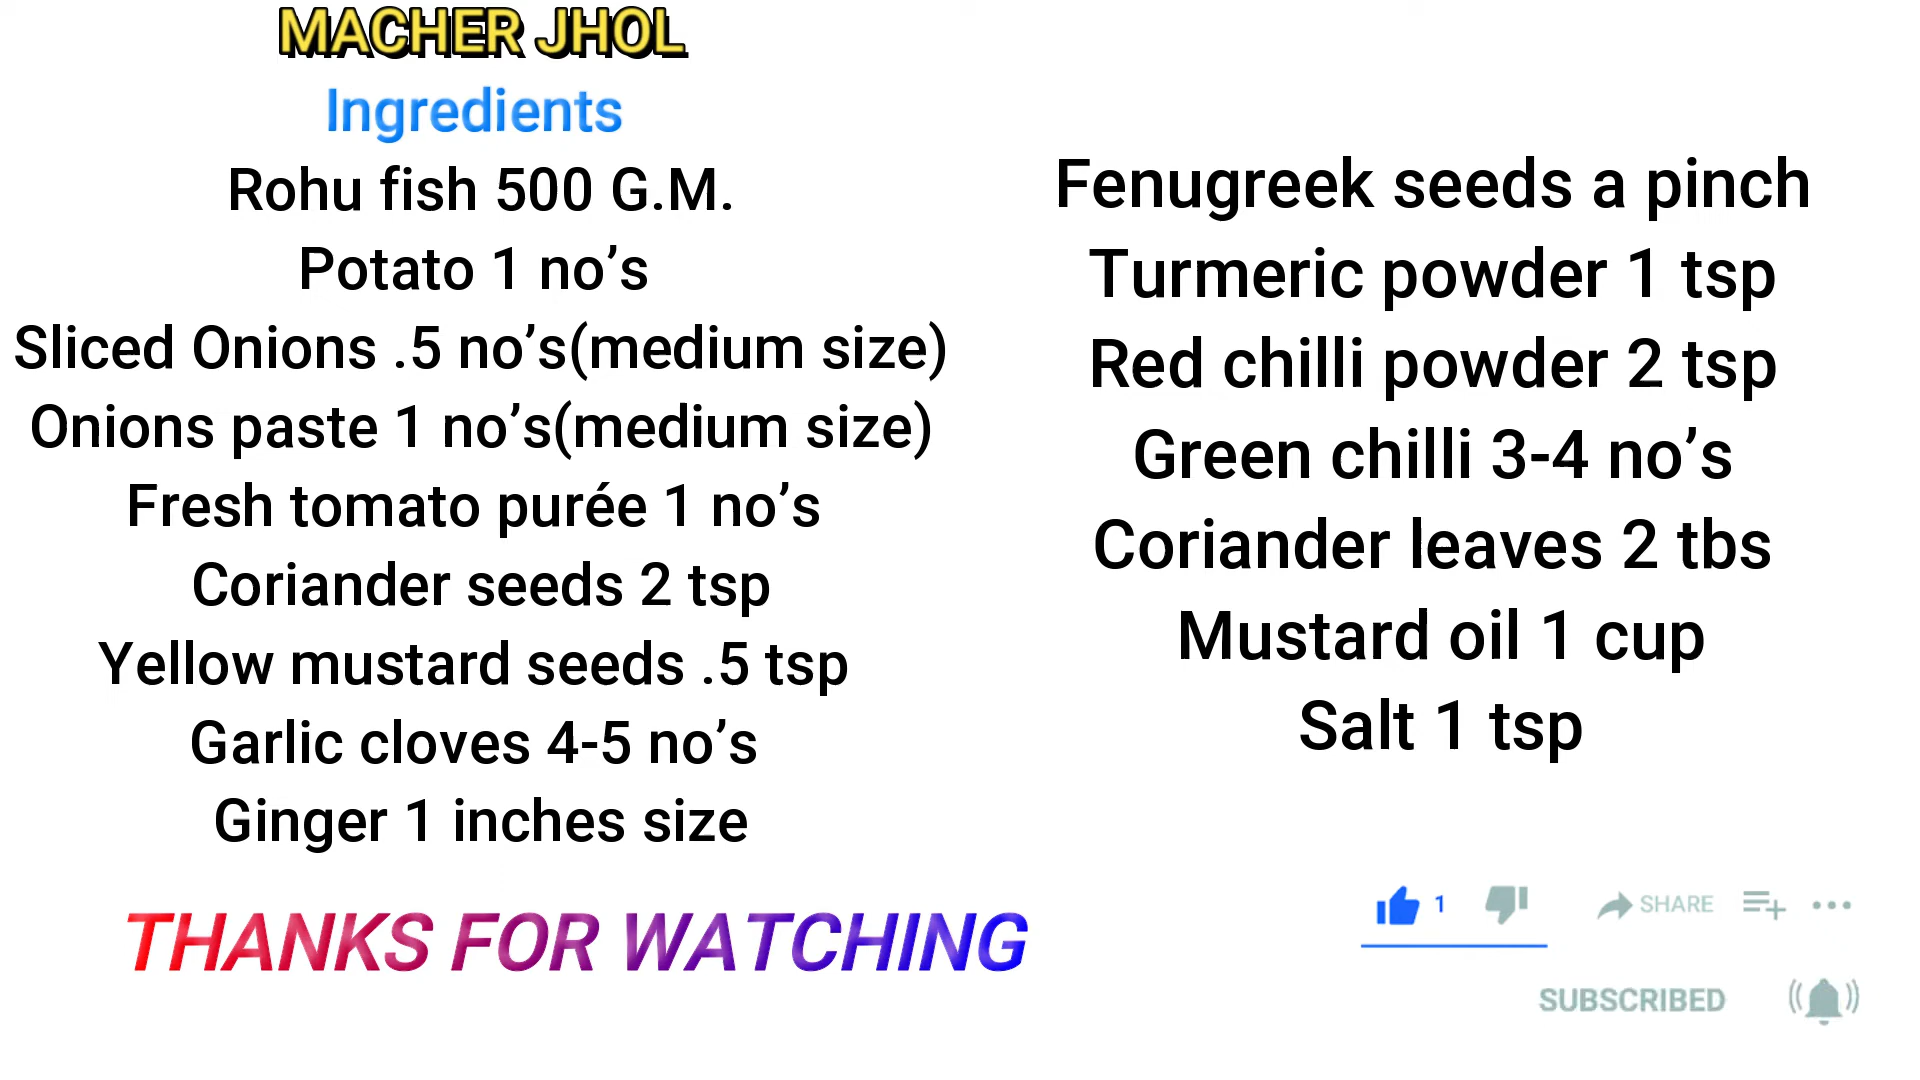 MACHER JHOL
Ingredients
Rohu fish 500 G.M.
Potato 1 no’s
Sliced Onions .5 no’s(medium size)
Onions paste 1 no’s(medium size)
Fresh tomato purée 1 no’s
Coriander seeds 2 tsp
Yellow mustard seeds .5 tsp
Garlic cloves 4-5 no’s
Ginger 1 inches size
Fenugreek seeds a pinch
Turmeric powder 1 tsp
Red chilli powder 2 tsp
Green chilli 3-4 no’s
Coriander leaves 2 tbs
Mustard oil 1 cup
Salt 1 tsp
THANKS FOR WATCHING
1 SHARE
SUBSCRIBED